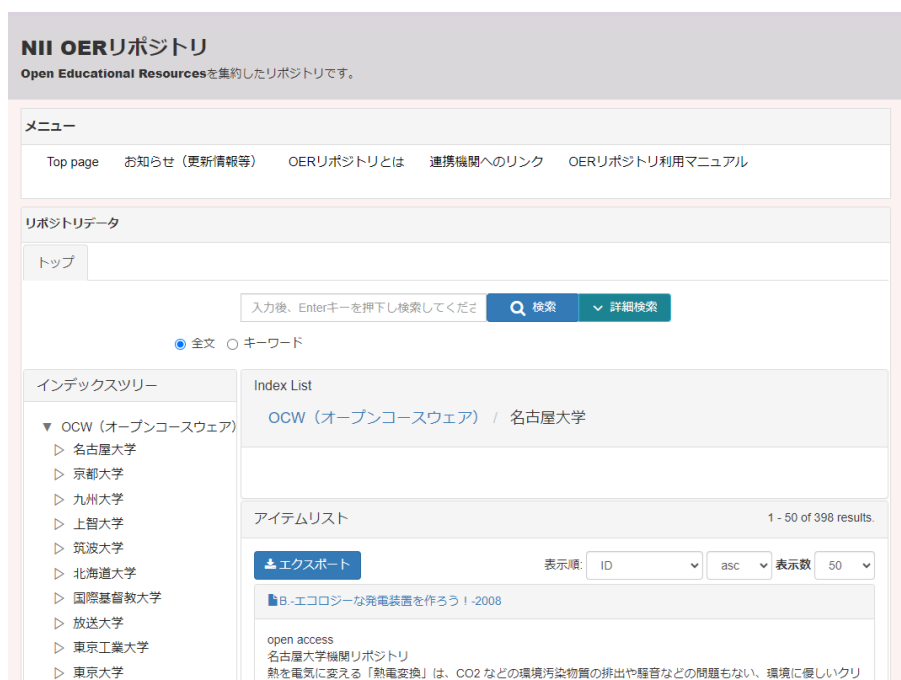 NII OERリポジトリ
Open Educational Resourcesを集約したリポジトリです。
メニュー
Top page お知らせ（更新情報等） OERリポジトリとは 連携機関へのリンク OERリポジトリ利用マニュアル
リポジトリデータ
トップ
入力後、Enterキーを押下し検索してくださ 検索 詳細検索
全文 キーワード
インデックスツリー
▼ OCW（オープンコースウェア）
▷ 名古屋大学
▷ 京都大学
▷ 九州大学
▷ 上智大学
▷ 筑波大学
▷ 北海道大学
▷ 国際基督教大学
▷ 放送大学
▷ 東京工業大学
▷ 東京大学
Index List
OCW（オープンコースウェア） / 名古屋大学
アイテムリスト 1 - 50 of 398 results.
エクスポート 表示順: ID asc 表示数 50
B.-エコロジーな発電装置を作ろう！-2008
open access
名古屋大学機関リポジトリ
熱を電気に変える「熱電変換」は、CO2 などの環境汚染物質の排出や騒音などの問題もない、環境に優しいクリ